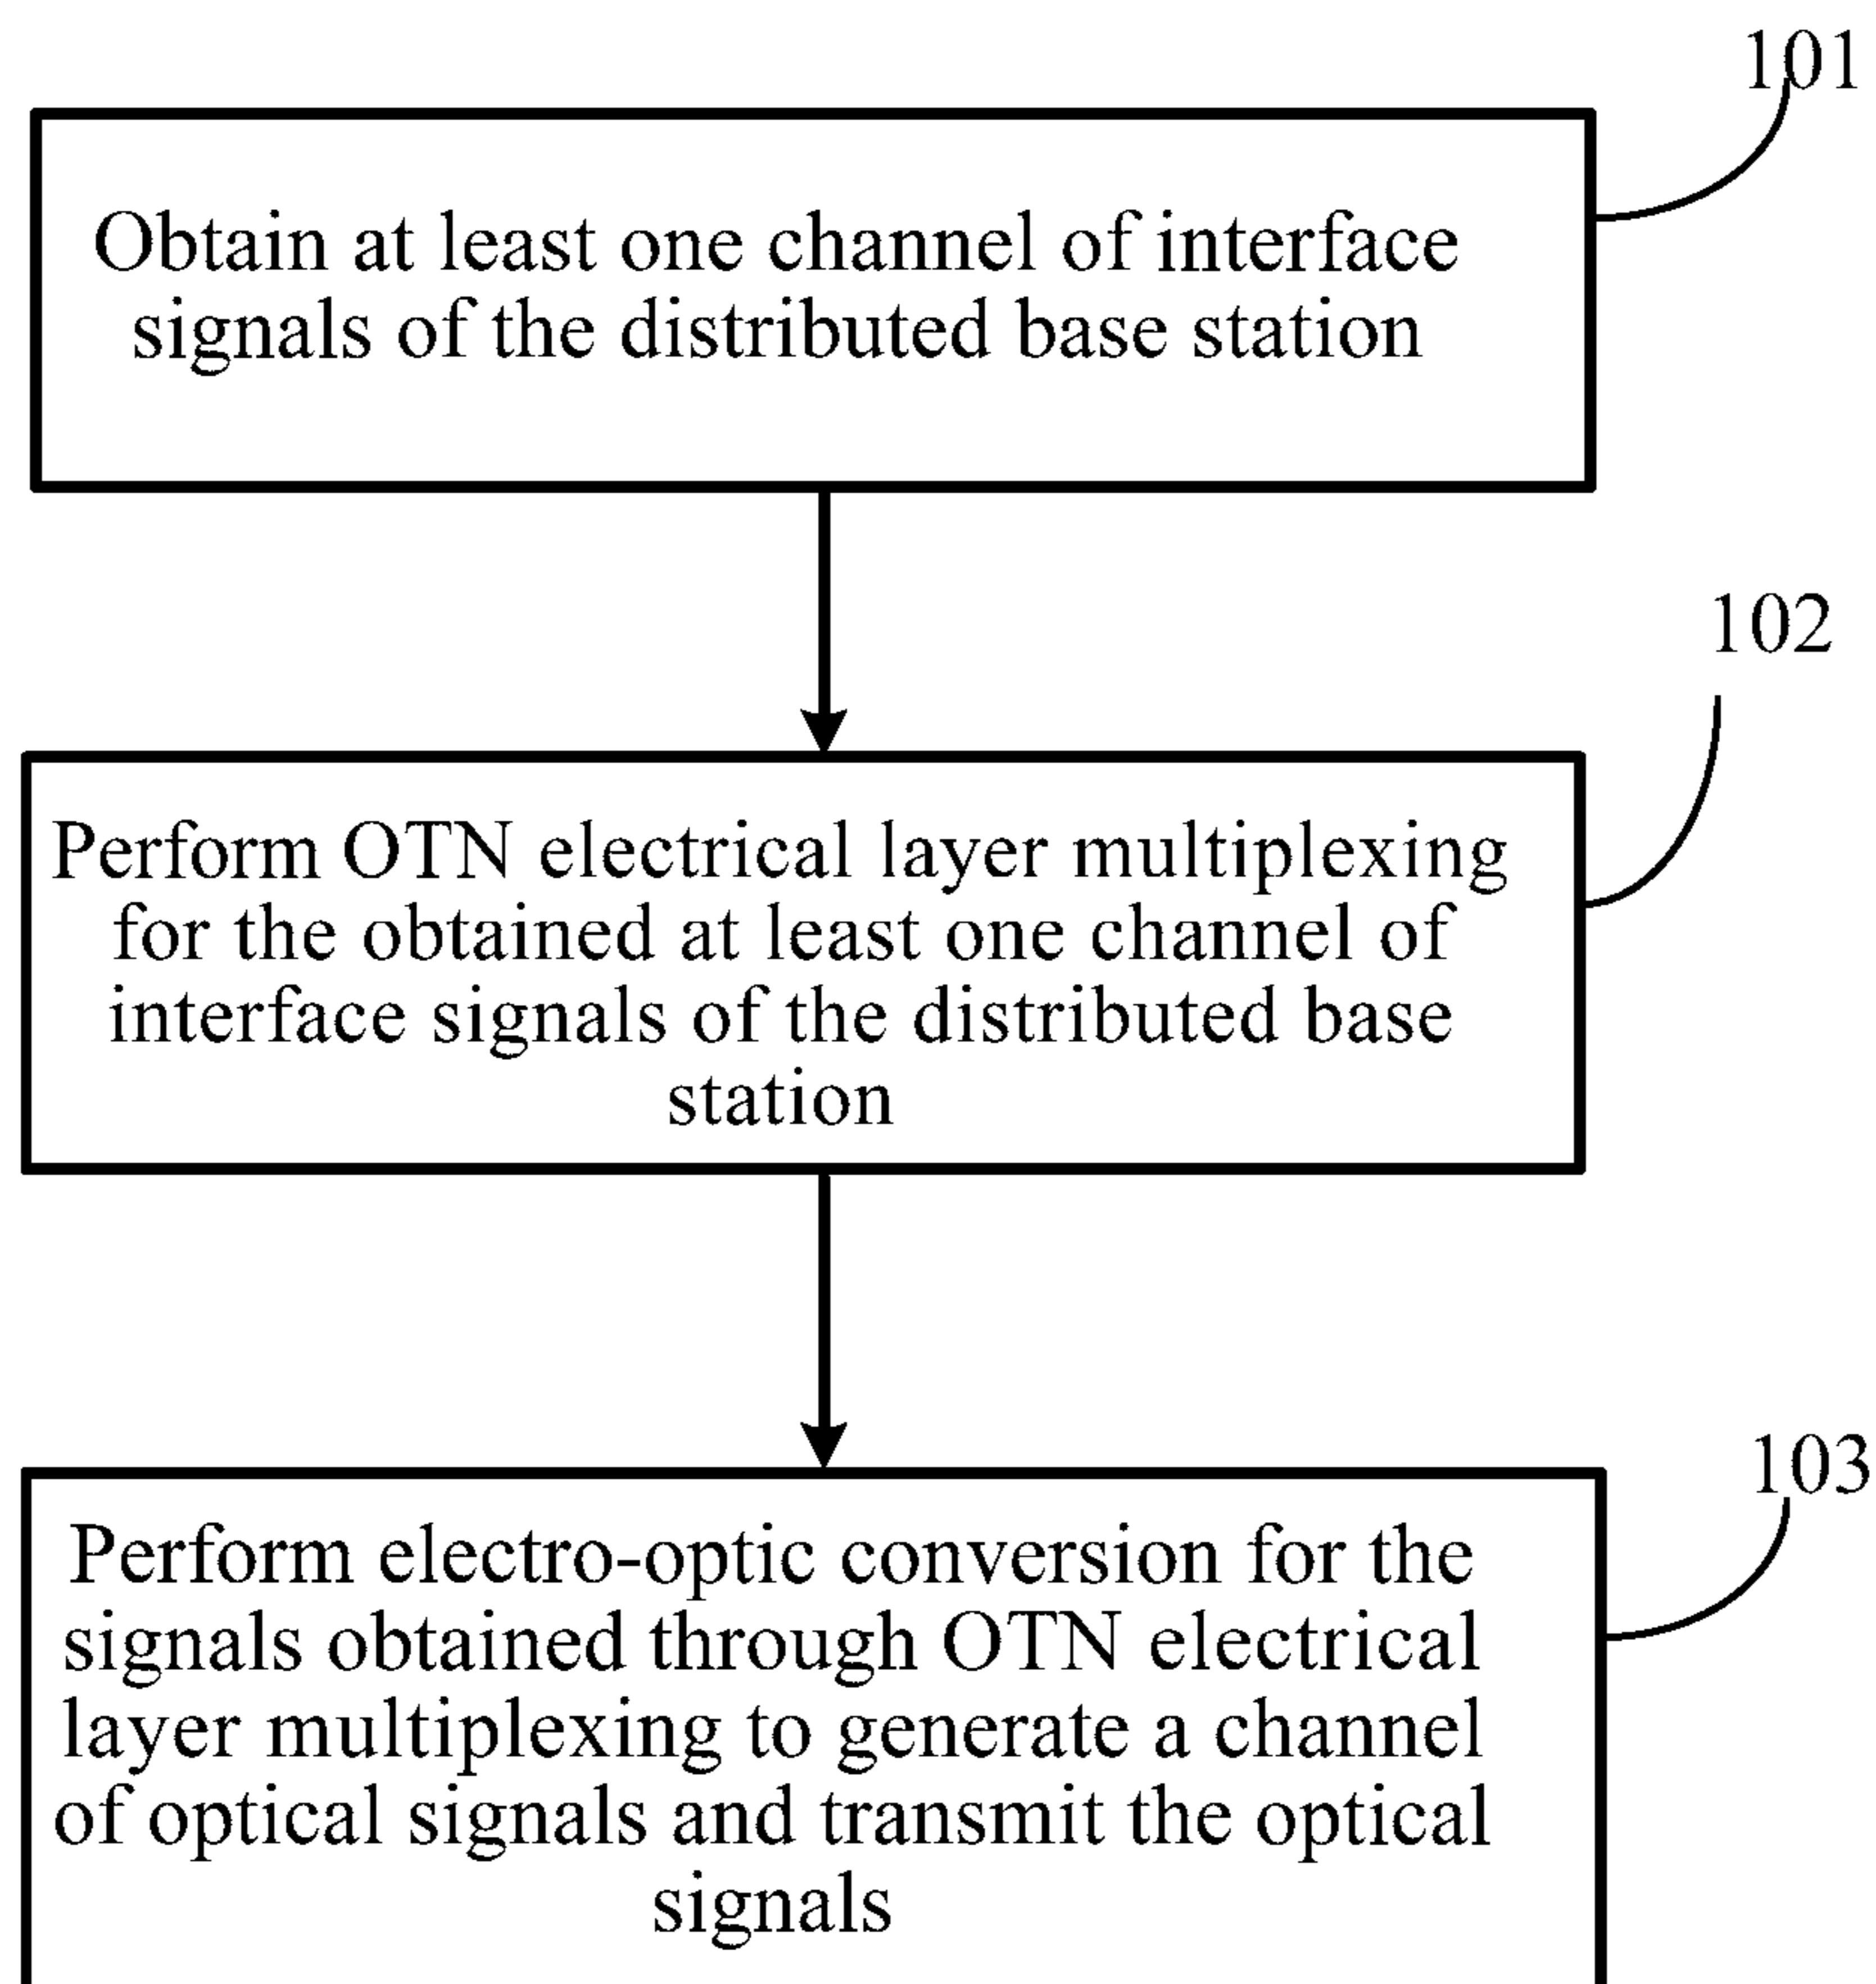 101
Obtain at least one channel of interface
signals of the distributed base station
102
Perform OTN electrical layer multiplexing
for the obtained at least one channel of
interface signals of the distributed base
station
103
Perform electro-optic conversion for the
signals obtained through OTN electrical
layer multiplexing to generate a channel
of optical signals and transmit the optical
signals